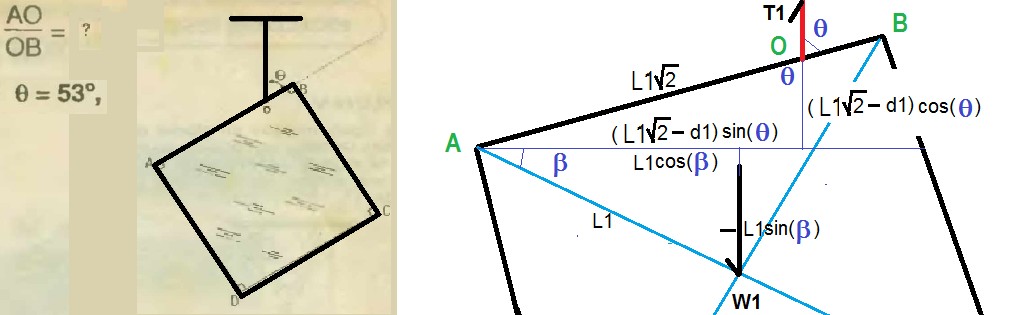 AO
OB
= ?
θ = 53°,
θ
B
O
A
C
D
T1
θ
B
O
θ
L1√2
(L1√2 – d1) cos(θ)
(L1√2 – d1) sin(θ)
A
β
L1cos(β)
L1
– L1sin(β)
W1